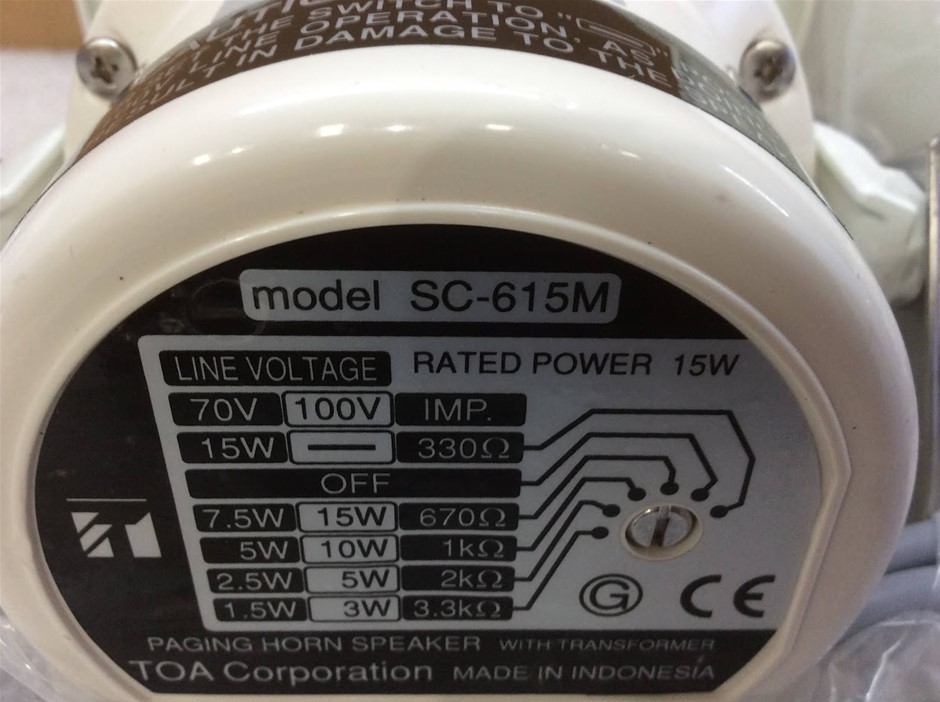 SWITCH TO "
LINE OPERATION, AS
IN DAMAGE TO THE
model SC-615M
LINE VOLTAGE RATED POWER 15W
70V 100V IMP.
15W — 330Ω
OFF
7.5W 15W 670Ω
5W 10W 1kΩ
2.5W 5W 2kΩ
1.5W 3W 3.3kΩ
G CE
PAGING HORN SPEAKER WITH TRANSFORMER
TOA Corporation MADE IN INDONESIA